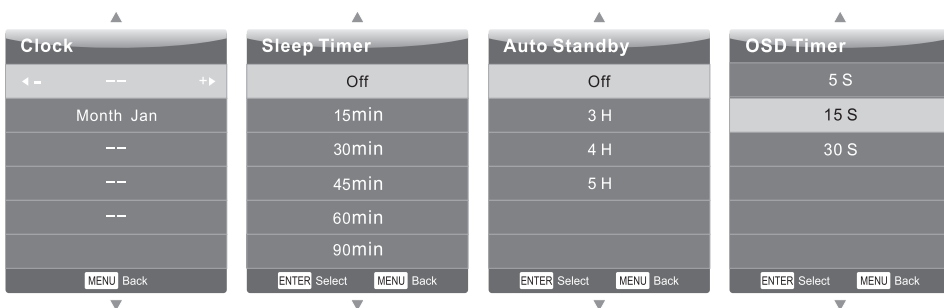 Clock
--
- +
Month Jan
--
--
--
MENU Back
Sleep Timer
Off
15min
30min
45min
60min
90min
ENTER Select MENU Back
Auto Standby
Off
3 H
4 H
5 H
ENTER Select MENU Back
OSD Timer
5 S
15 S
30 S
ENTER Select MENU Back